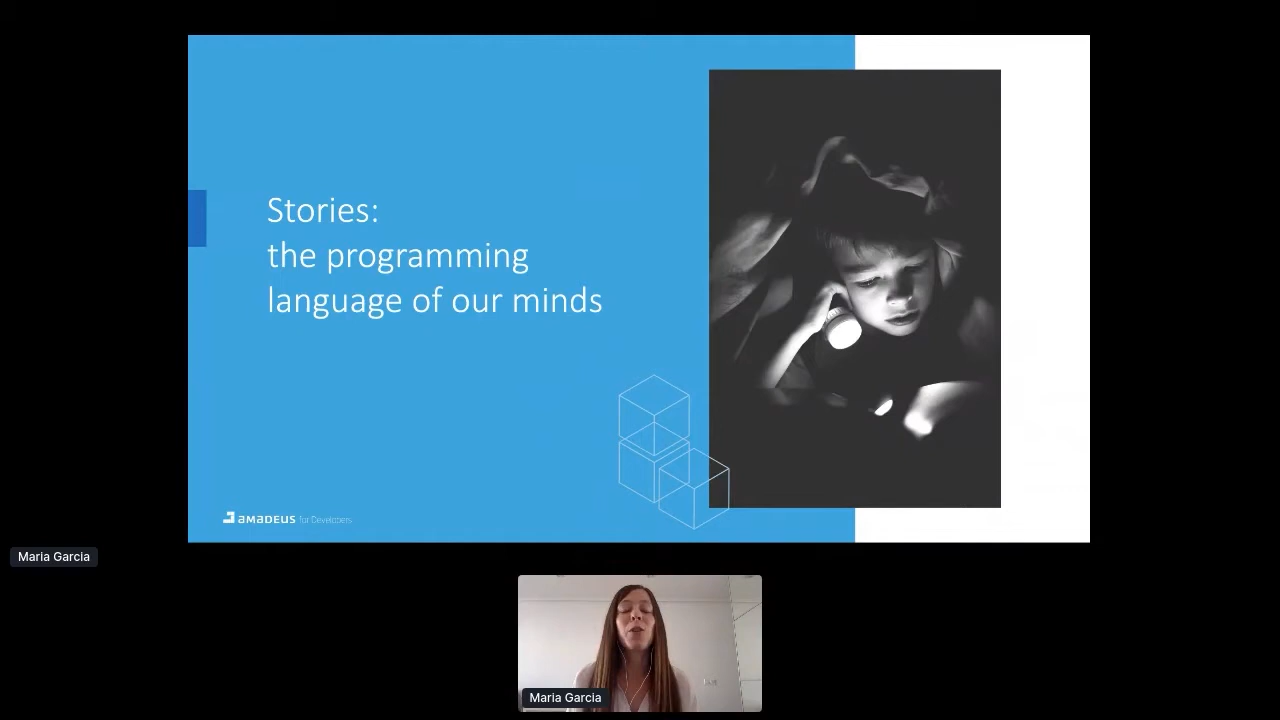 Stories:
the programming
language of our minds
amadeus for Developers
Maria Garcia
Maria Garcia